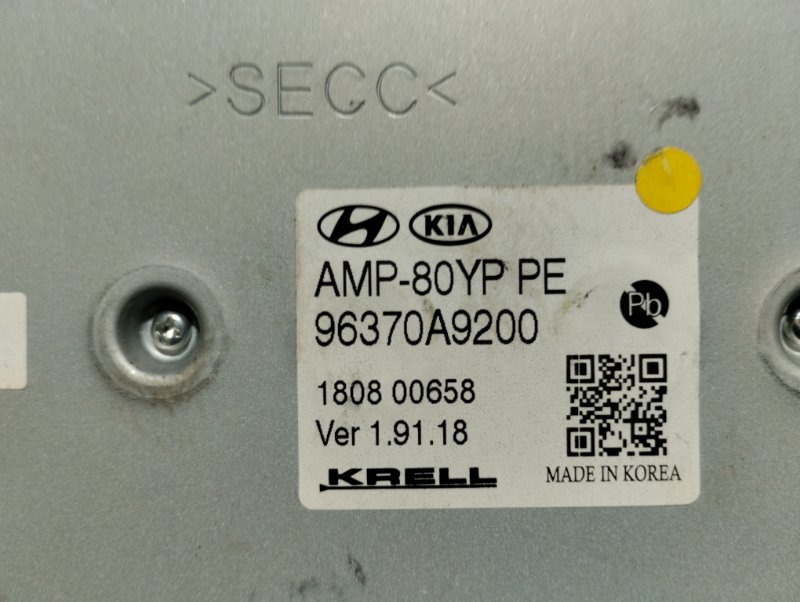 >SECC<
KIA
AMP-80YP PE
96370A9200
Pb
1808 00658
Ver 1.91.18
KRELL
MADE IN KOREA